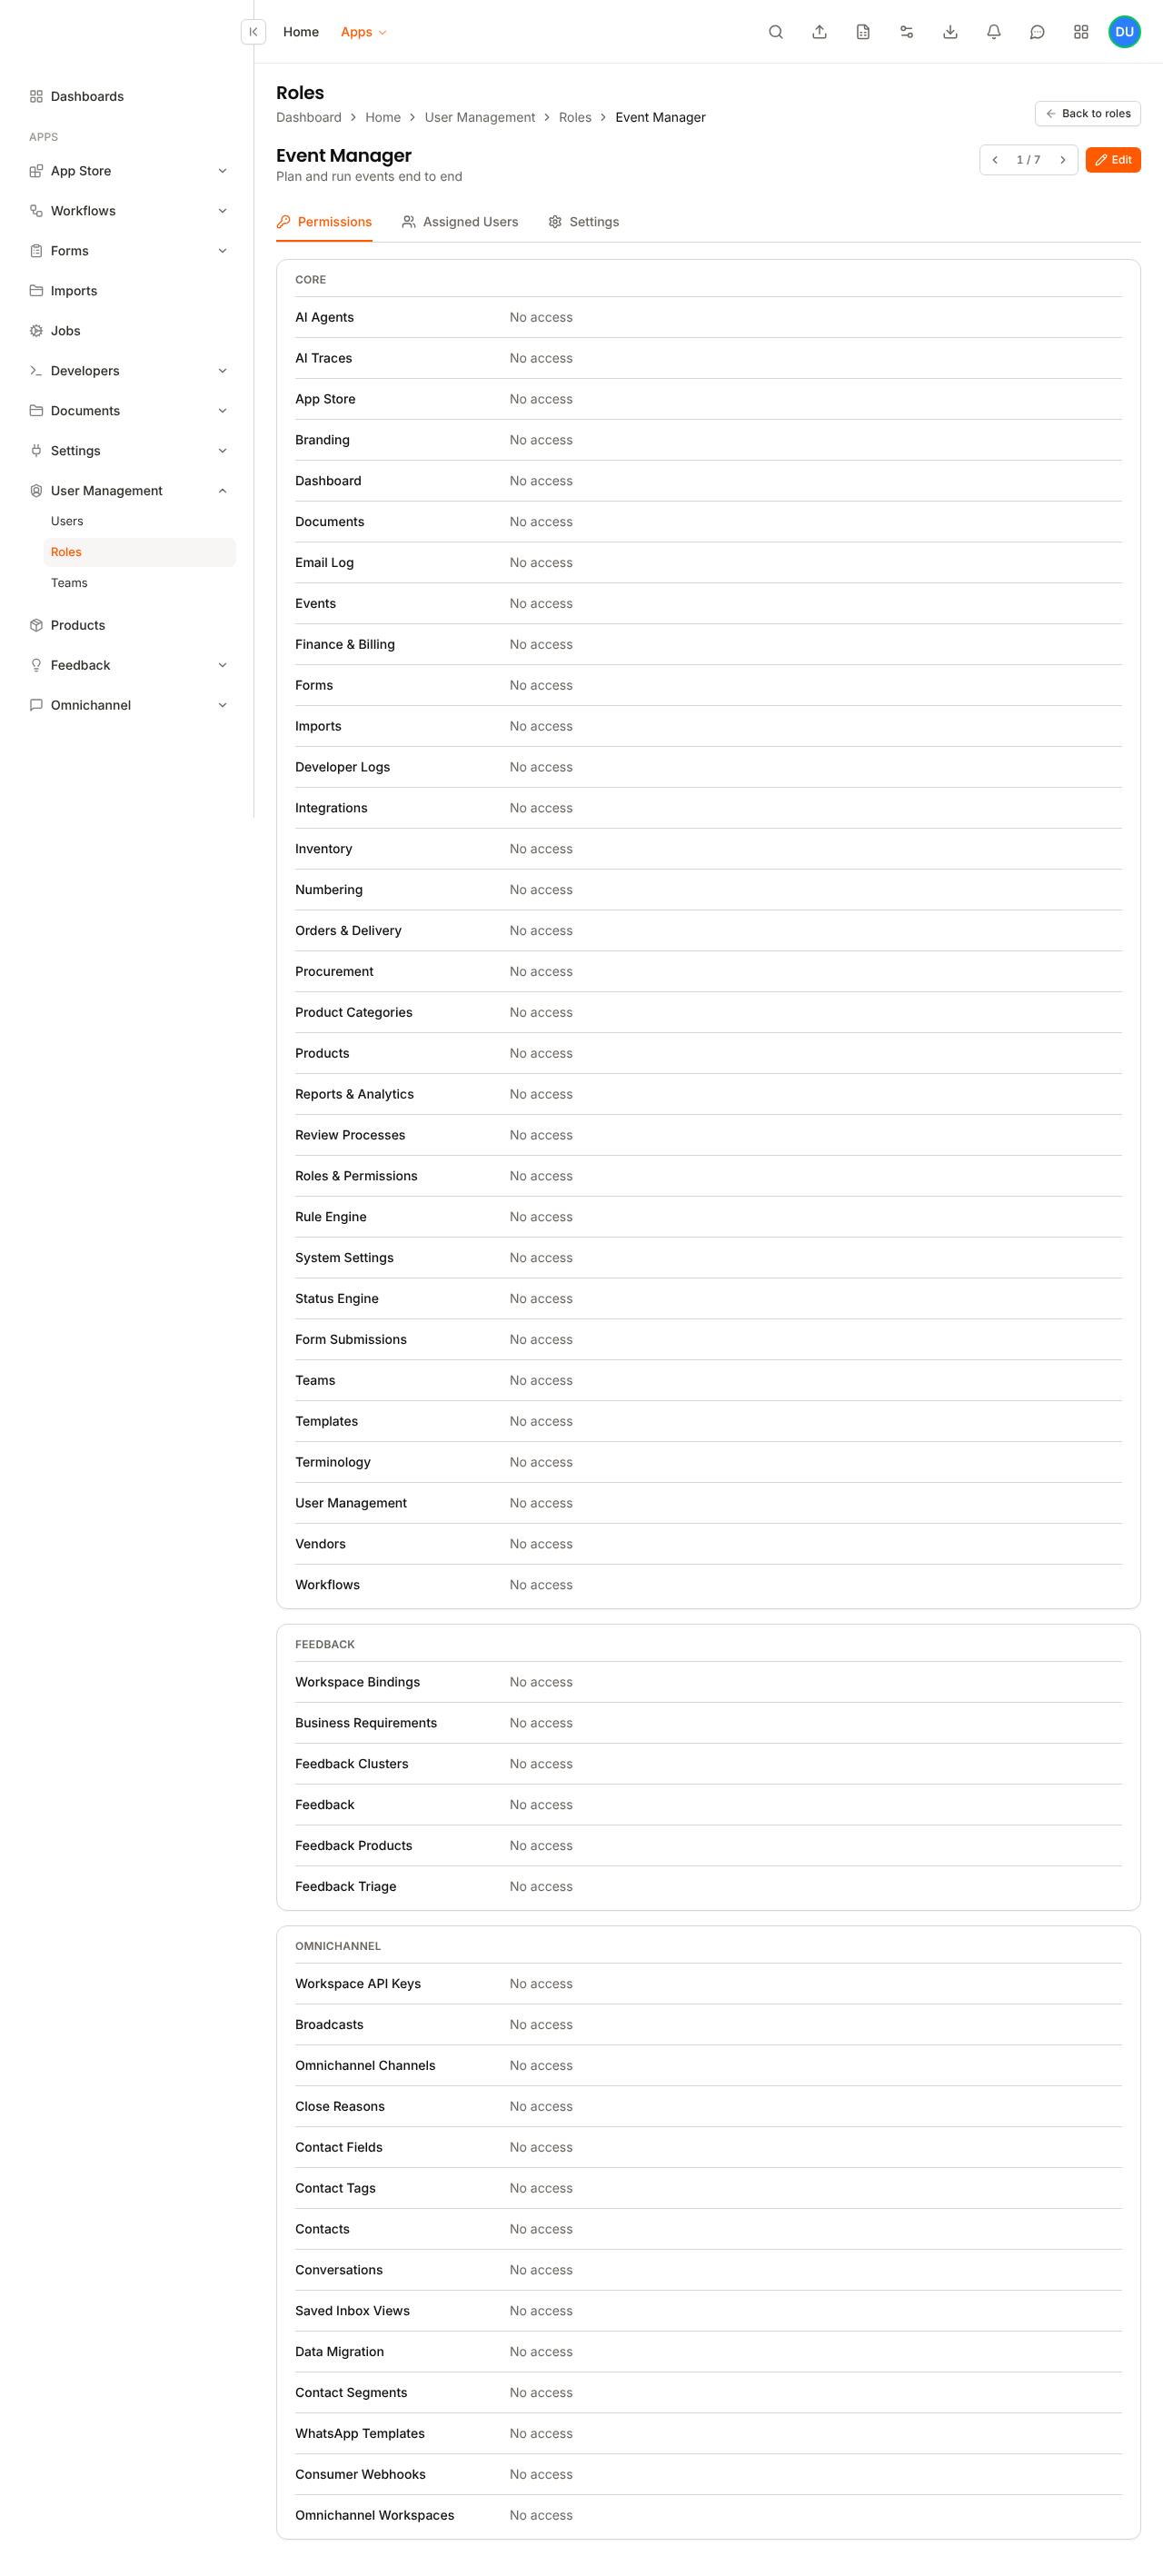 Home
Apps
DU
Dashboards
APPS
App Store
Workflows
Forms
Imports
Jobs
Developers
Documents
Settings
User Management
Users
Roles
Teams
Products
Feedback
Omnichannel
Roles
Dashboard > Home > User Management > Roles > Event Manager
Back to roles
Event Manager
Plan and run events end to end
1 / 7
Edit
Permissions
Assigned Users
Settings
CORE
AI Agents No access
AI Traces No access
App Store No access
Branding No access
Dashboard No access
Documents No access
Email Log No access
Events No access
Finance & Billing No access
Forms No access
Imports No access
Developer Logs No access
Integrations No access
Inventory No access
Numbering No access
Orders & Delivery No access
Procurement No access
Product Categories No access
Products No access
Reports & Analytics No access
Review Processes No access
Roles & Permissions No access
Rule Engine No access
System Settings No access
Status Engine No access
Form Submissions No access
Teams No access
Templates No access
Terminology No access
User Management No access
Vendors No access
Workflows No access
FEEDBACK
Workspace Bindings No access
Business Requirements No access
Feedback Clusters No access
Feedback No access
Feedback Products No access
Feedback Triage No access
OMNICHANNEL
Workspace API Keys No access
Broadcasts No access
Omnichannel Channels No access
Close Reasons No access
Contact Fields No access
Contact Tags No access
Contacts No access
Conversations No access
Saved Inbox Views No access
Data Migration No access
Contact Segments No access
WhatsApp Templates No access
Consumer Webhooks No access
Omnichannel Workspaces No access